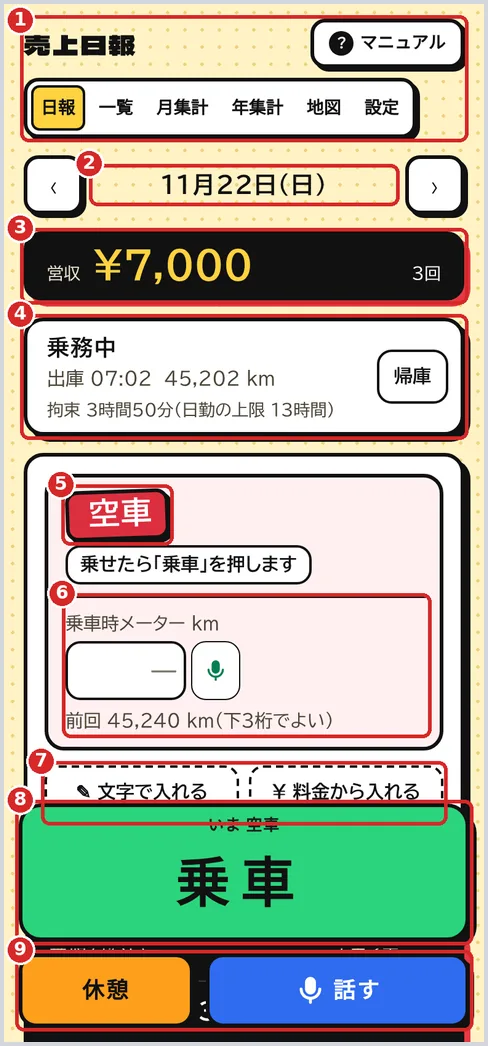 1
売上日報
? マニュアル
日報 一覧 月集計 年集計 地図 設定
2
‹ 11月22日(日) ›
3
営収 ¥7,000 3回
4
乗務中
出庫 07:02 45,202 km
拘束 3時間50分(日勤の上限 13時間)
帰庫
5
空車
乗せたら「乗車」を押します
6
乗車時メーター km
—
前回 45,240 km(下3桁でよい)
7
✎ 文字で入れる ¥ 料金から入れる
8
いま 空車
乗車
9
休憩 話す